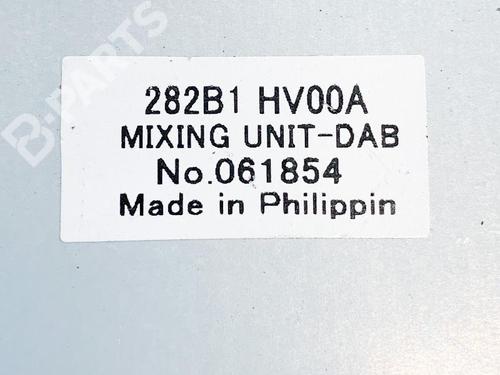 B-PARTS
282B1 HV00A
MIXING UNIT-DAB
No.061854
Made in Philippin